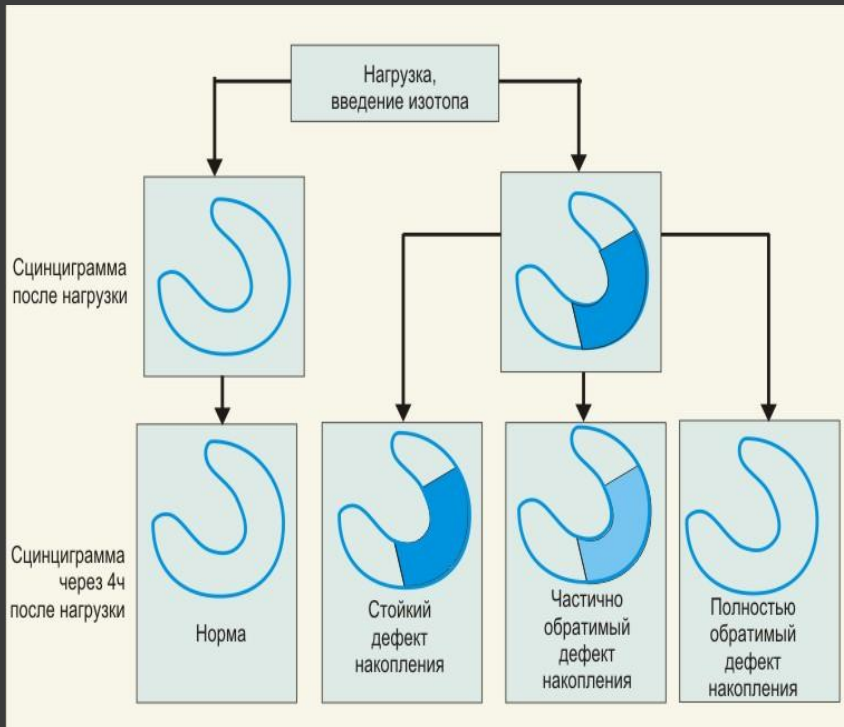 Нагрузка,
введение изотопа
Сцинциграмма
после нагрузки
Сцинциграмма
через 4ч
после нагрузки
Норма
Стойкий
дефект
накопления
Частично
обратимый
дефект
накопления
Полностью
обратимый
дефект
накопления